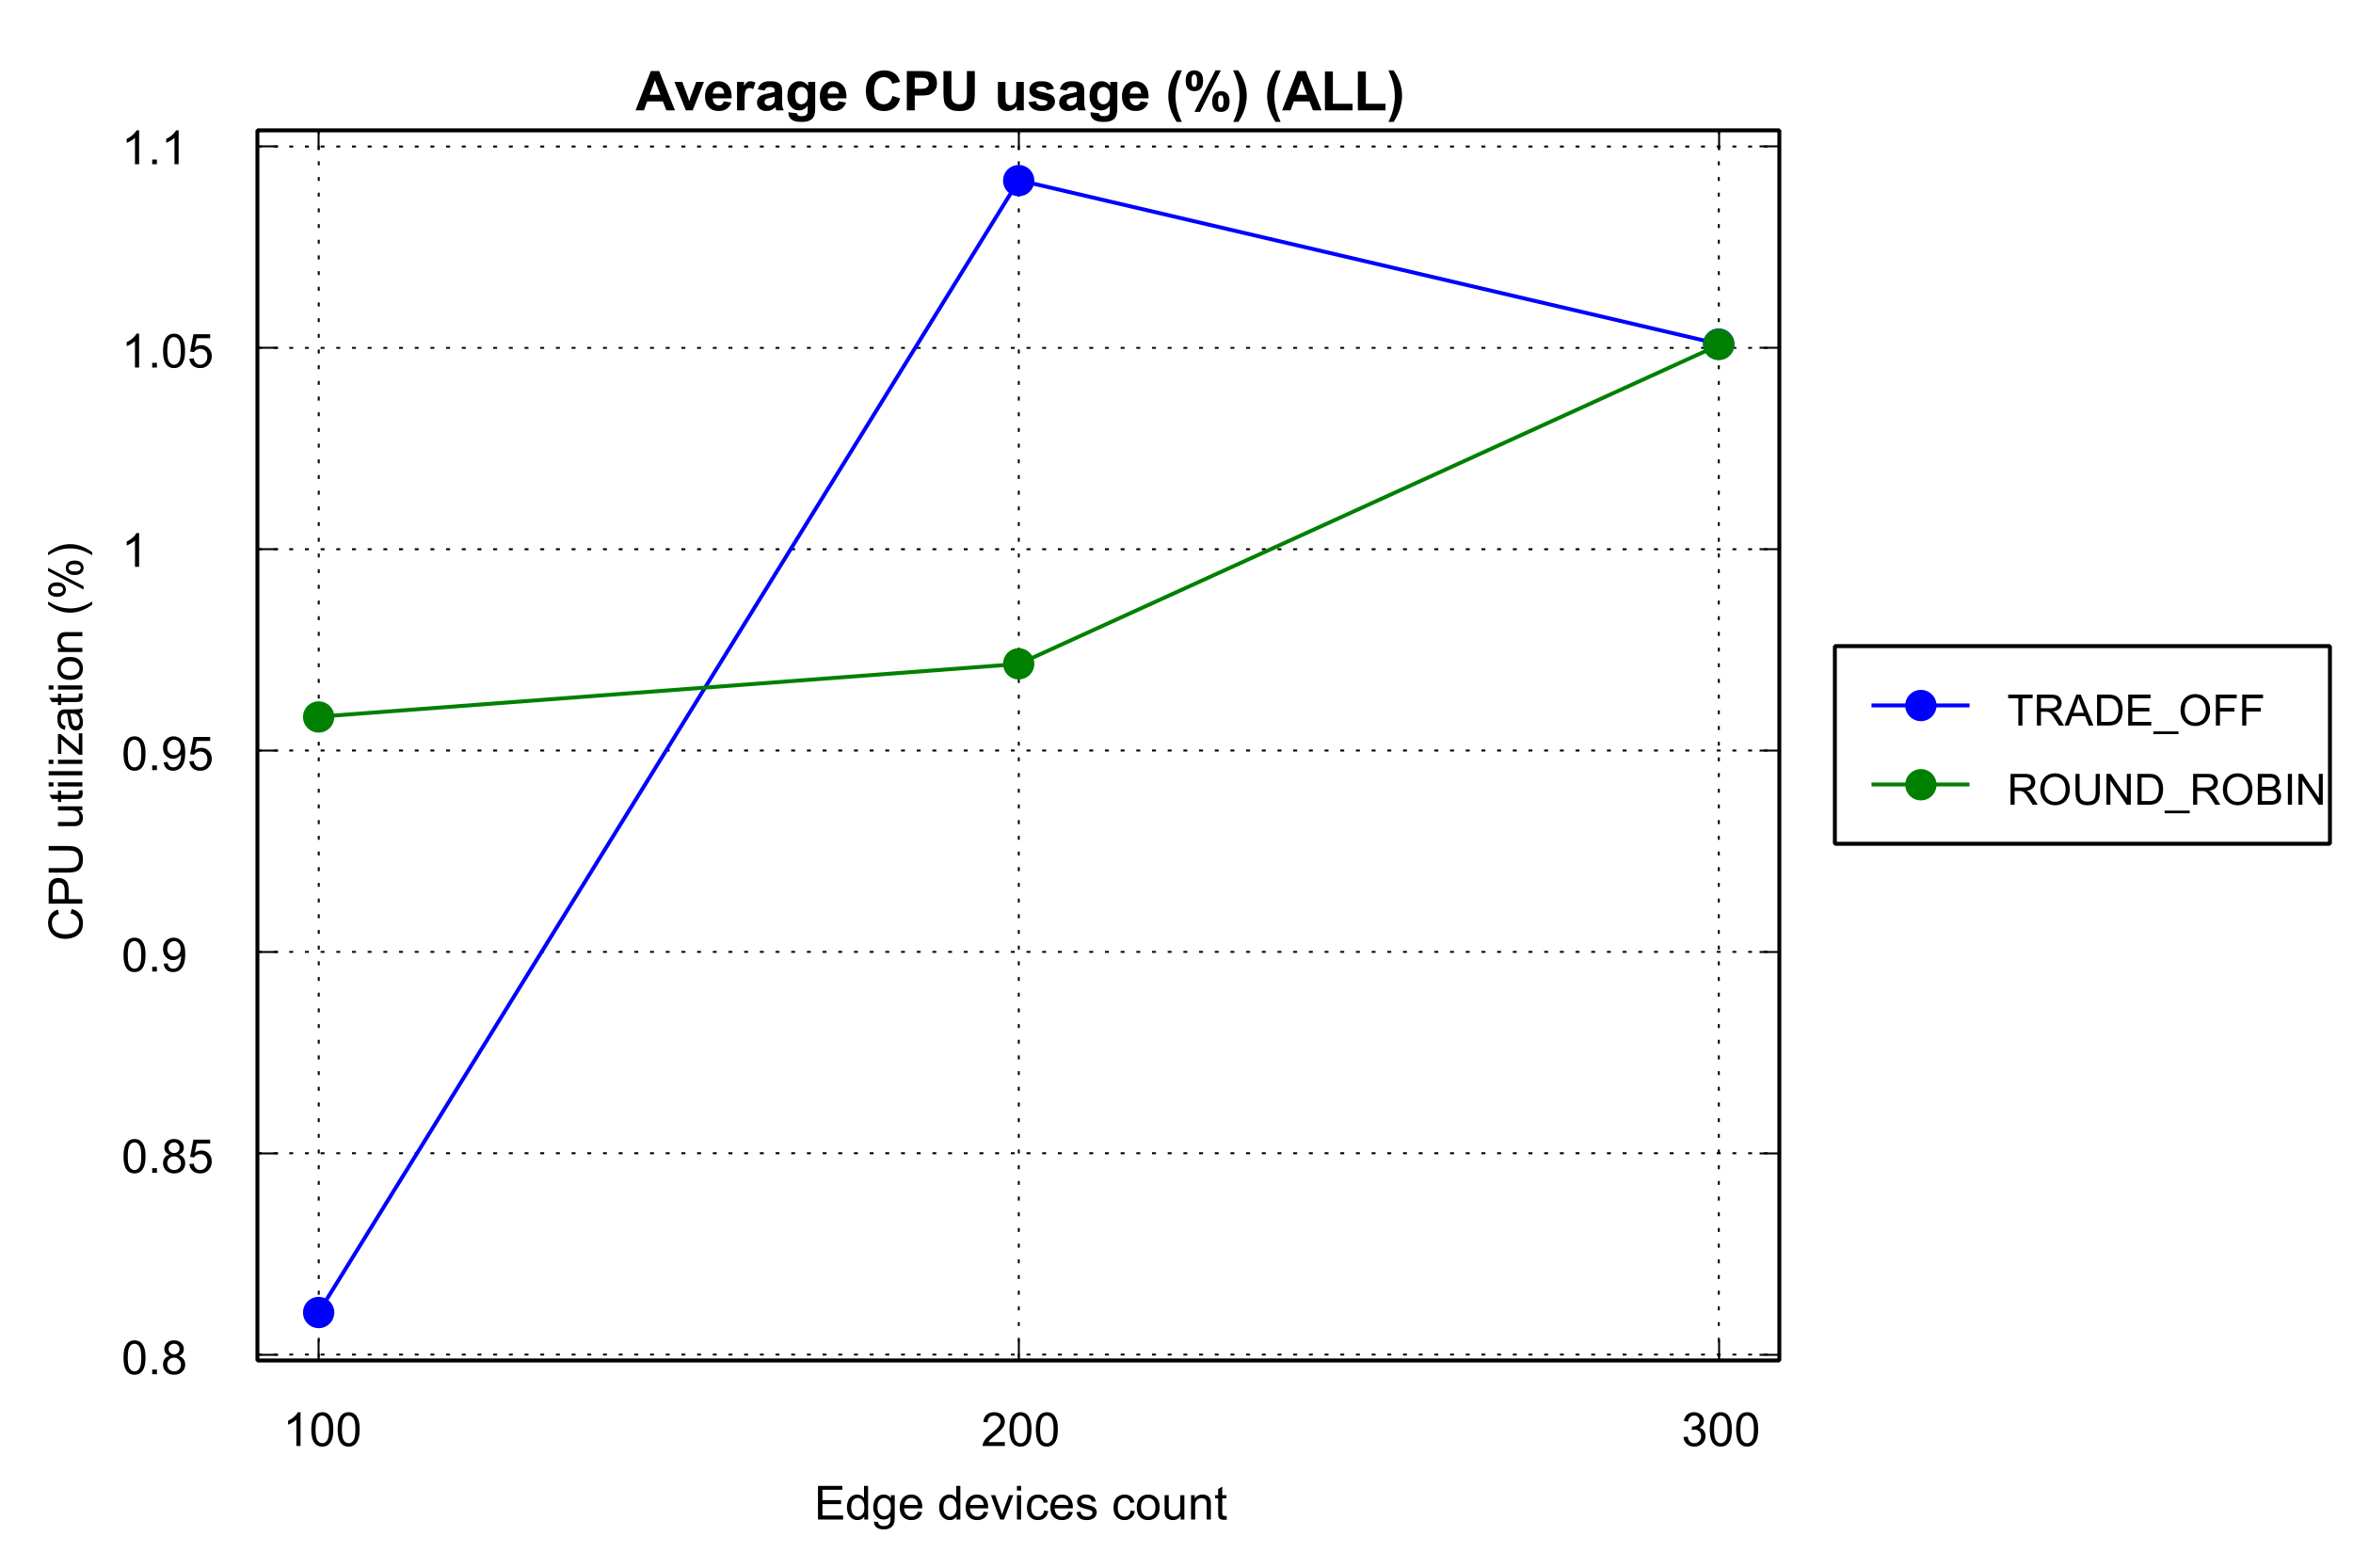 Average CPU usage (%) (ALL)
1.1
1.05
1
0.95
0.9
0.85
0.8
CPU utilization (%)
100 200 300
Edge devices count
TRADE_OFF
ROUND_ROBIN